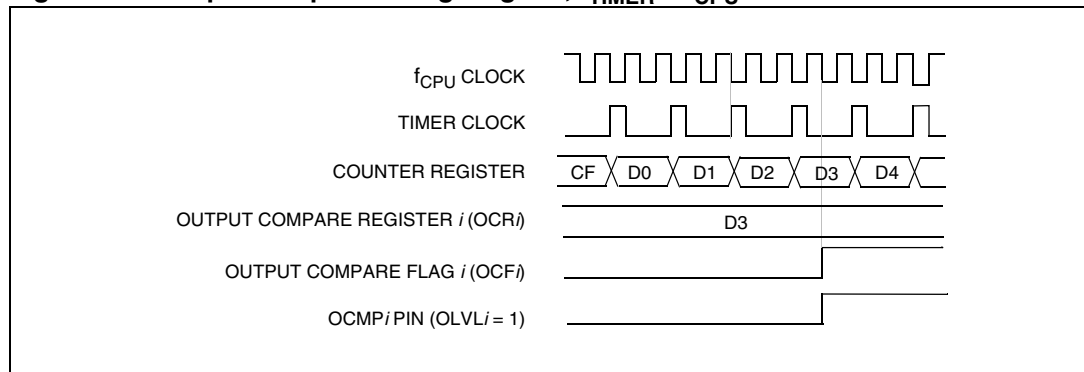 fCPU CLOCK
TIMER CLOCK
COUNTER REGISTER CF D0 D1 D2 D3 D4
OUTPUT COMPARE REGISTER i (OCRi) D3
OUTPUT COMPARE FLAG i (OCFi)
OCMPi PIN (OLVLi = 1)